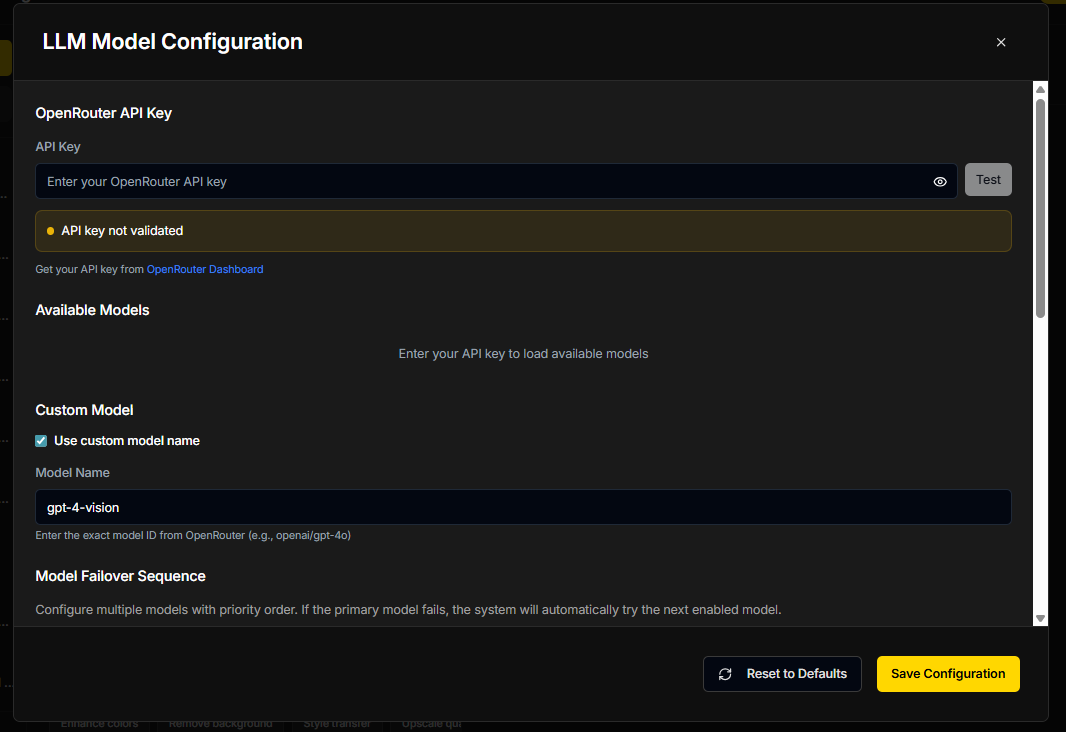 LLM Model Configuration
OpenRouter API Key
API Key
Enter your OpenRouter API key
Test
API key not validated
Get your API key from OpenRouter Dashboard
Available Models
Enter your API key to load available models
Custom Model
Use custom model name
Model Name
gpt-4-vision
Enter the exact model ID from OpenRouter (e.g., openai/gpt-4o)
Model Failover Sequence
Configure multiple models with priority order. If the primary model fails, the system will automatically try the next enabled model.
Reset to Defaults
Save Configuration
Enhance colors Remove background Style transfer Upscale